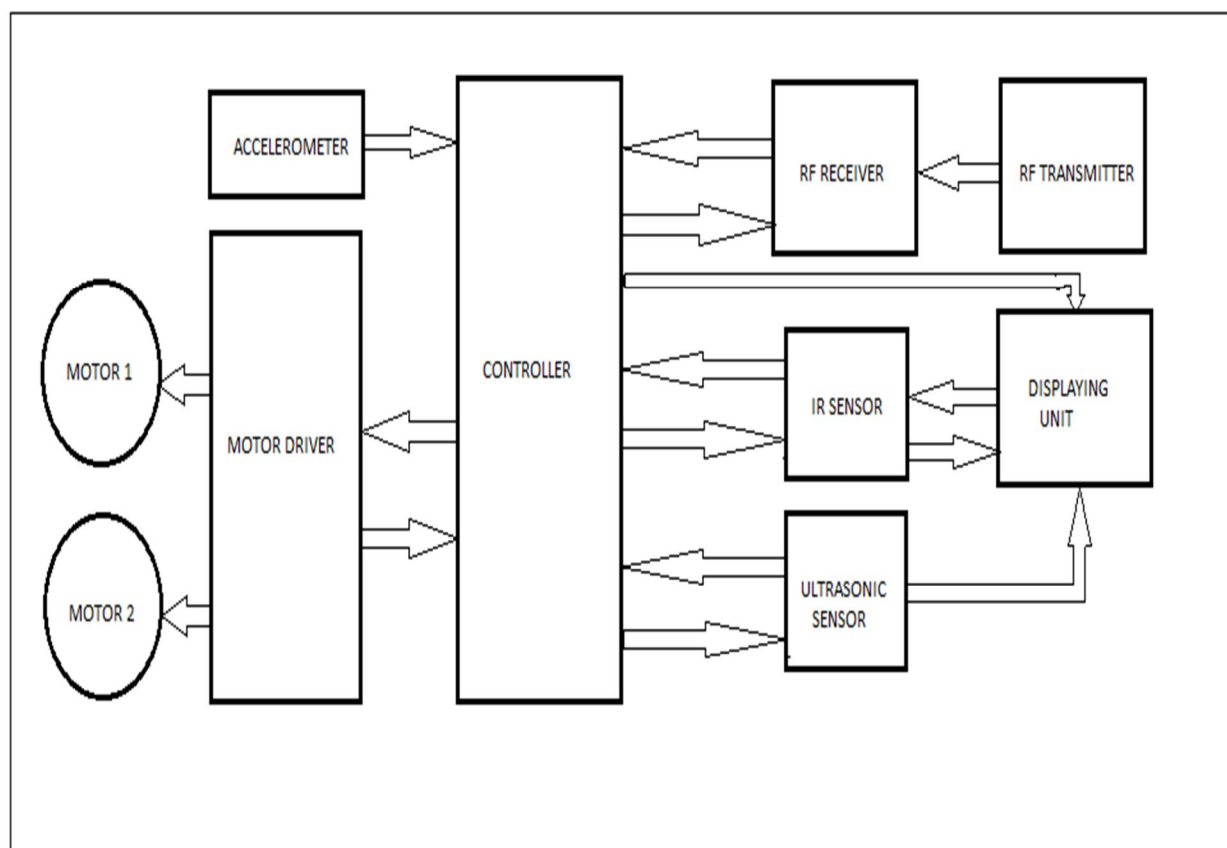 ACCELEROMETER
RF RECEIVER
RF TRANSMITTER
MOTOR 1
CONTROLLER
DISPLAYING
UNIT
IR SENSOR
MOTOR DRIVER
MOTOR 2
ULTRASONIC
SENSOR